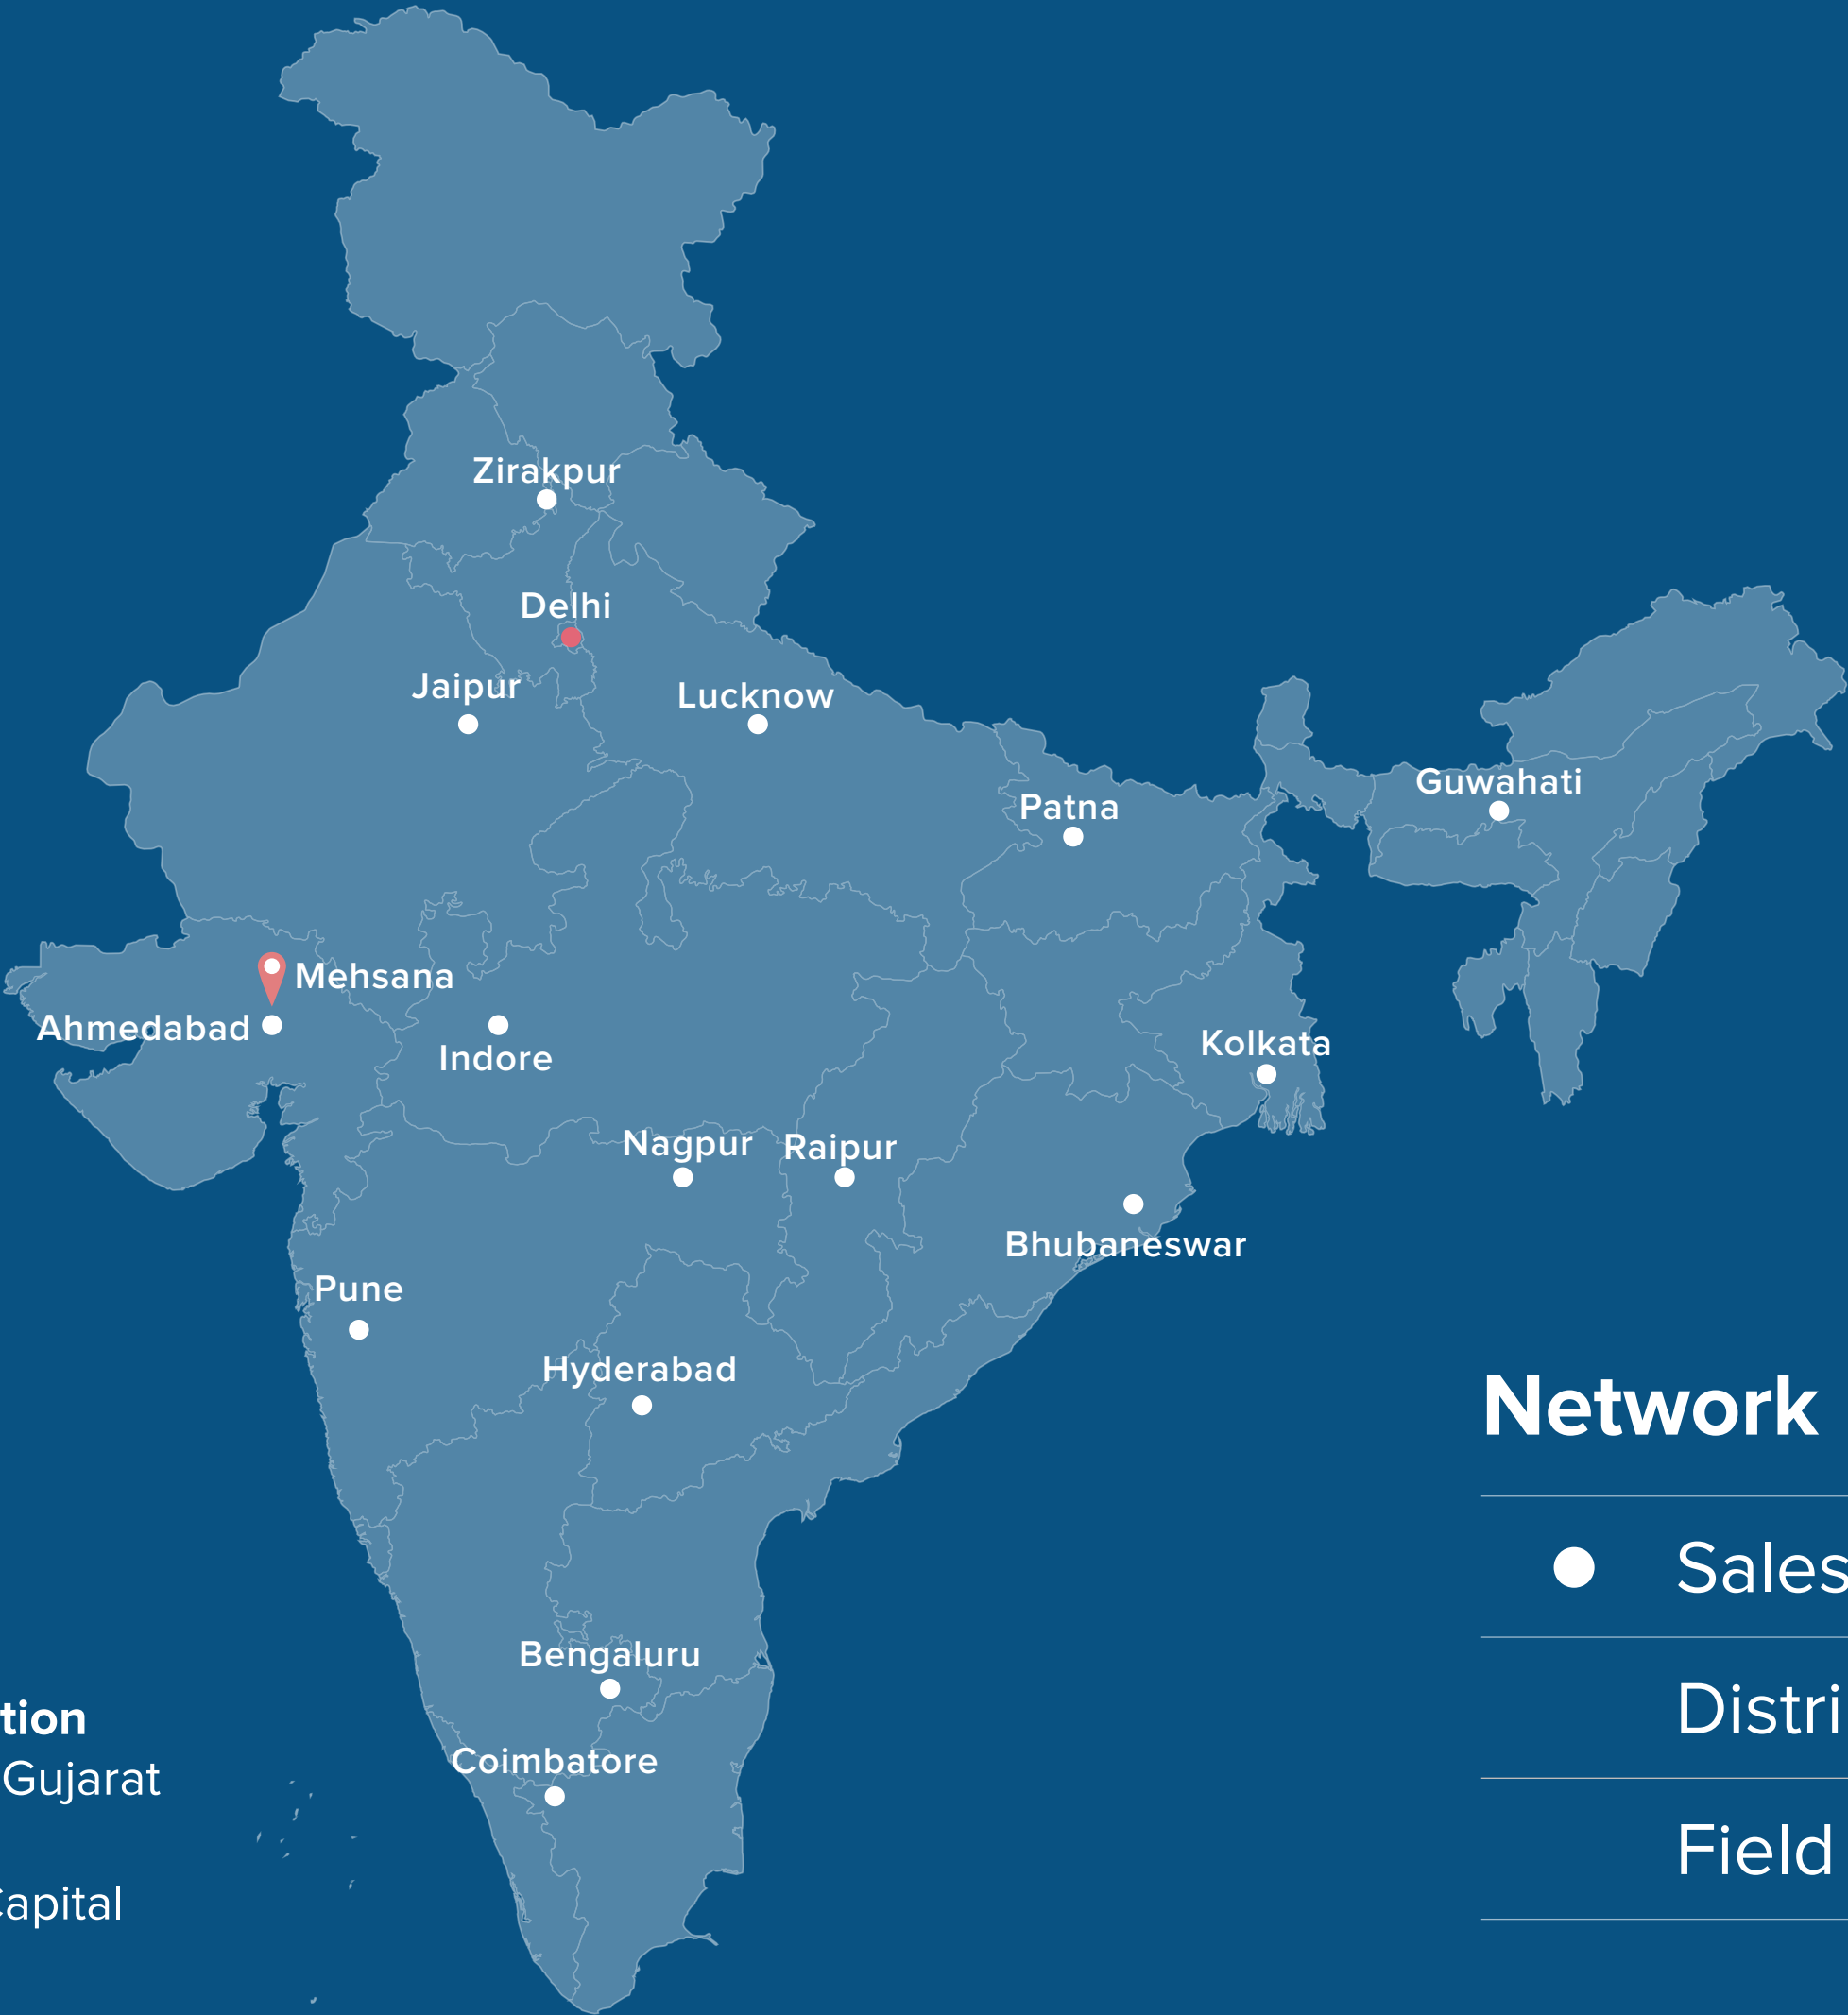 Zirakpur
Delhi
Jaipur
Lucknow
Guwahati
Patna
Mehsana
Ahmedabad
Indore
Kolkata
Nagpur
Raipur
Bhubaneswar
Pune
Hyderabad
Network
Sales
Bengaluru
Distri
tion
Coimbatore
Gujarat
Field
Capital